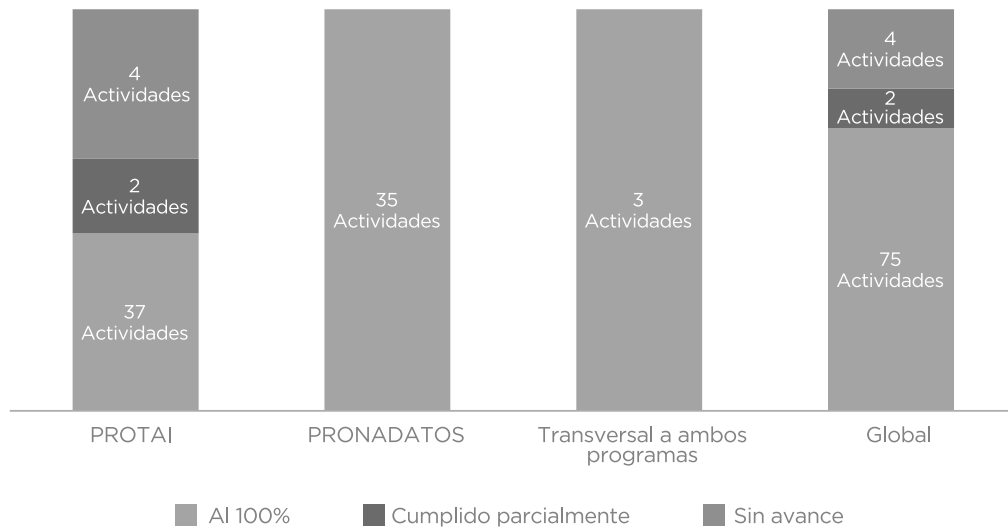 4
Actividades
2
Actividades
37
Actividades
35
Actividades
3
Actividades
4
Actividades
2
Actividades
75
Actividades
PROTAI
PRONADATOS
Transversal a ambos
programas
Global
Al 100%
Cumplido parcialmente
Sin avance